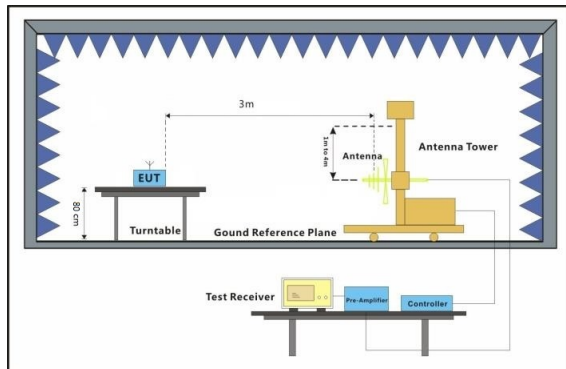 3m
1m to 4m
Antenna
Antenna Tower
EUT
80 cm
Turntable
Gound Reference Plane
Test Receiver
Pre-Amplifier
Controller